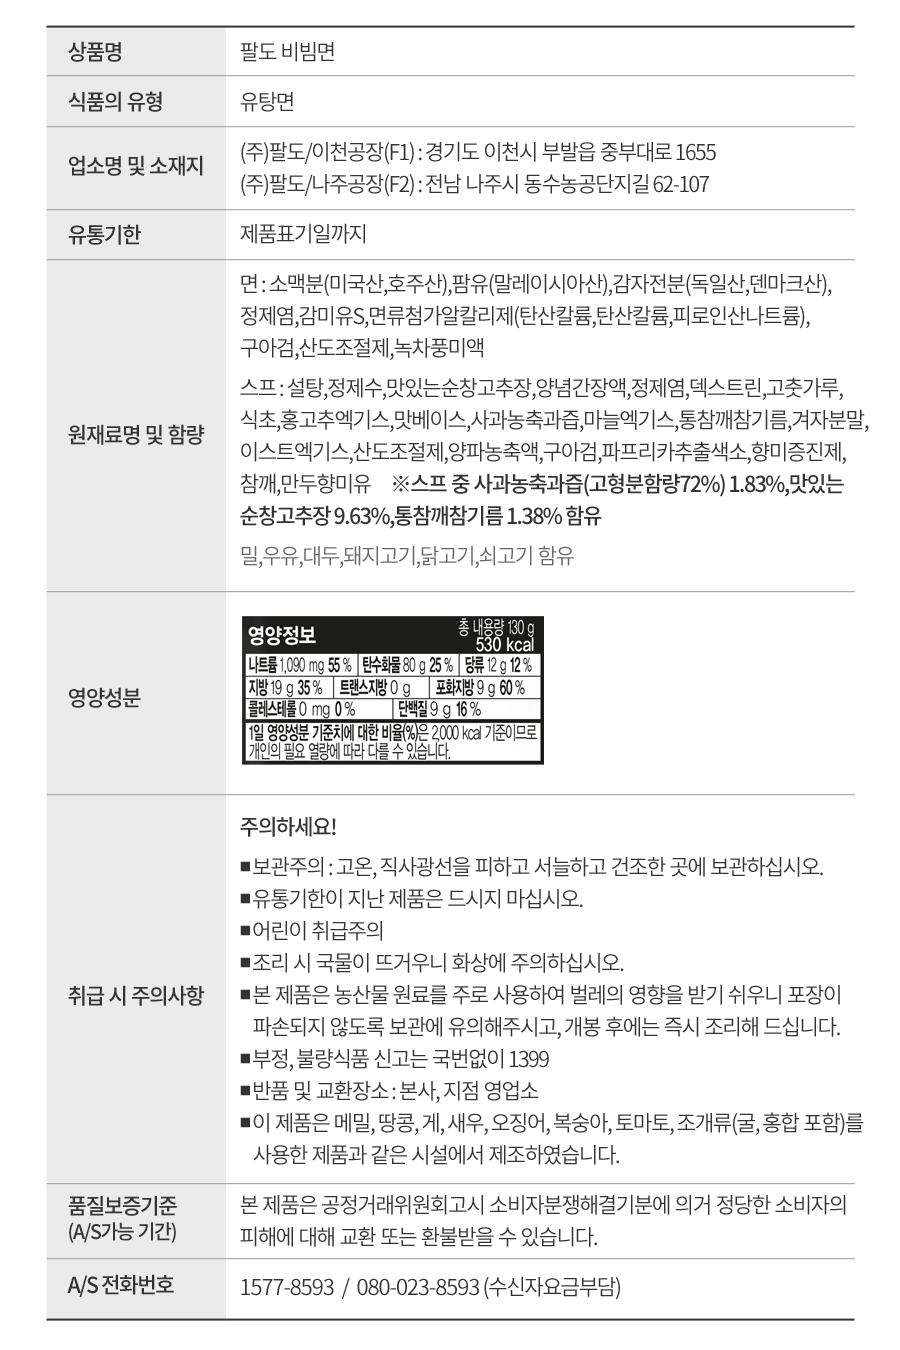 상품명
팔도 비빔면
식품의 유형
유탕면
업소명 및 소재지
(주)팔도/이천공장(F1) : 경기도 이천시 부발읍 중부대로 1655
(주)팔도/나주공장(F2) : 전남 나주시 동수농공단지길 62-107
유통기한
제품표기일까지
원재료명 및 함량
면 : 소맥분(미국산,호주산),팜유(말레이시아산),감자전분(독일산,덴마크산),
정제염,감미유S,면류첨가알칼리제(탄산칼륨,탄산칼륨,피로인산나트륨),
구아검,산도조절제,녹차풍미액
스프 : 설탕,정제수,맛있는순창고추장,양념간장액,정제염,덱스트린,고춧가루,
식초,홍고추엑기스,맛베이스,사과농축과즙,마늘엑기스,통참깨참기름,겨자분말,
이스트엑기스,산도조절제,양파농축액,구아검,파프리카추출색소,향미증진제,
참깨,만두향미유 ※스프 중 사과농축과즙(고형분함량72%) 1.83%,맛있는
순창고추장 9.63%,통참깨참기름 1.38% 함유
밀,우유,대두,돼지고기,닭고기,쇠고기 함유
영양성분
영양정보
총 내용량 130 g
530 kcal
나트륨 1,090 mg 55 % 탄수화물 80 g 25 % 당류 12 g 12 %
지방 19 g 35 % 트랜스지방 0 g 포화지방 9 g 60 %
콜레스테롤 0 mg 0 % 단백질 9 g 16 %
1일 영양성분 기준치에 대한 비율(%)은 2,000 kcal 기준이므로
개인의 필요 열량에 따라 다를 수 있습니다.
취급 시 주의사항
주의하세요!
■보관주의 : 고온, 직사광선을 피하고 서늘하고 건조한 곳에 보관하십시오.
■유통기한이 지난 제품은 드시지 마십시오.
■어린이 취급주의
■조리 시 국물이 뜨거우니 화상에 주의하십시오.
■본 제품은 농산물 원료를 주로 사용하여 벌레의 영향을 받기 쉬우니 포장이
파손되지 않도록 보관에 유의해주시고, 개봉 후에는 즉시 조리해 드십니다.
■부정, 불량식품 신고는 국번없이 1399
■반품 및 교환장소 : 본사, 지점 영업소
■이 제품은 메밀, 땅콩, 게, 새우, 오징어, 복숭아, 토마토, 조개류(굴, 홍합 포함)를
사용한 제품과 같은 시설에서 제조하였습니다.
품질보증기준
(A/S가능 기간)
본 제품은 공정거래위원회고시 소비자분쟁해결기분에 의거 정당한 소비자의
피해에 대해 교환 또는 환불받을 수 있습니다.
A/S 전화번호
1577-8593 / 080-023-8593 (수신자요금부담)